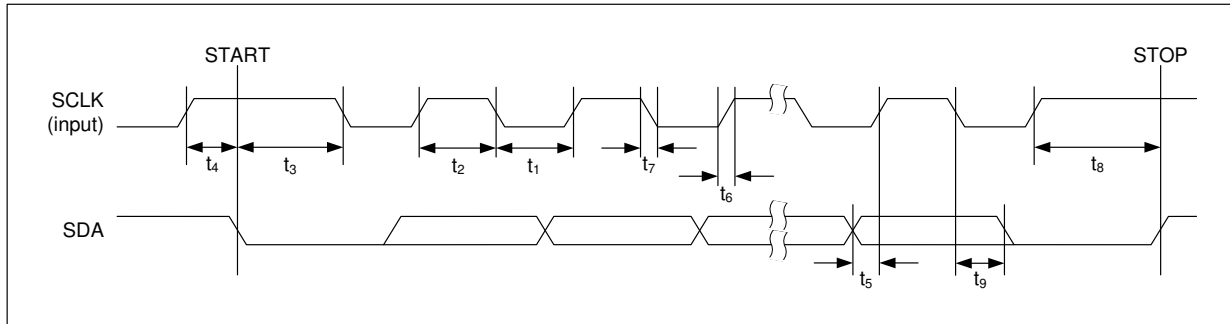 START
STOP
SCLK
(input)
t4
t3
t2
t1
t7
t6
t8
SDA
t5
t9